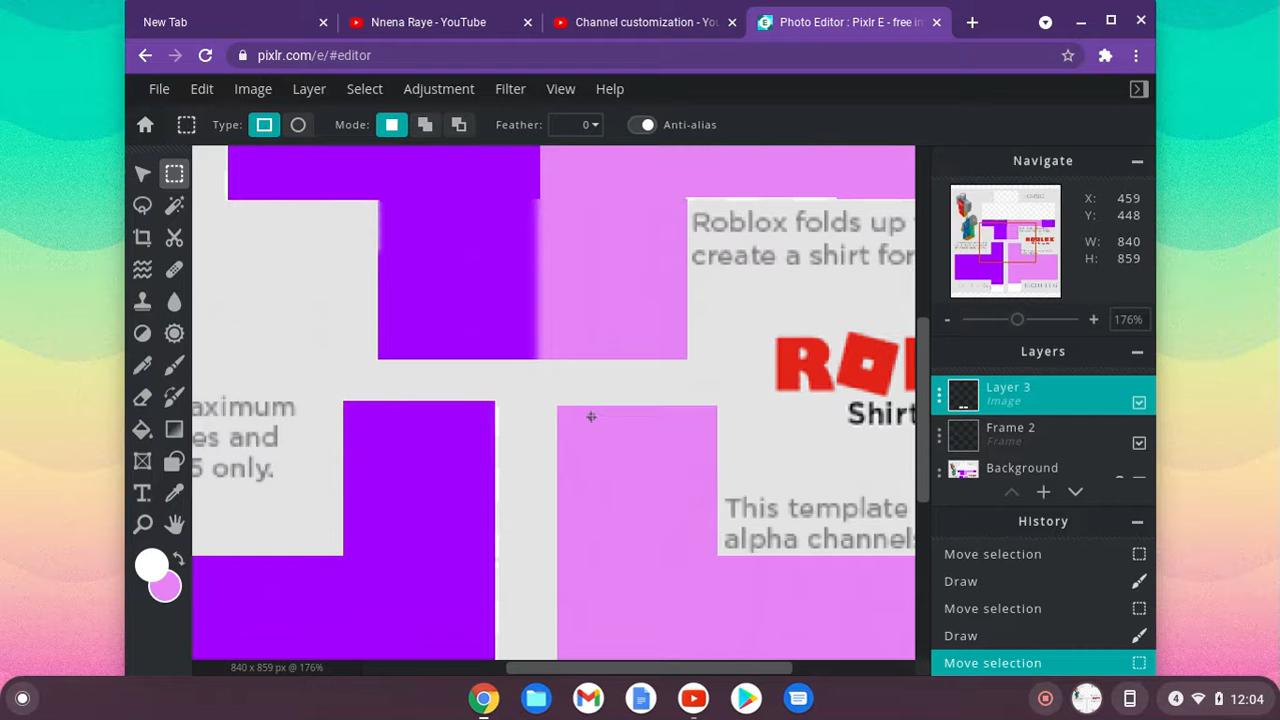 New Tab
Nnena Raye - YouTube
Channel customization - You
Photo Editor : Pixlr E - free in
pixlr.com/e/#editor
File Edit Image Layer Select Adjustment Filter View Help
Type: Mode: Feather: 0 Anti-alias
Navigate
X: 459
Y: 448
W: 840
H: 859
176%
Roblox folds up
create a shirt for
Shirt
aximum
es and
5 only.
This template
alpha channels
Layers
Layer 3
Image
Frame 2
Frame
Background
History
Move selection
Draw
Move selection
Draw
Move selection
840 x 859 px @ 176%
4 12:04